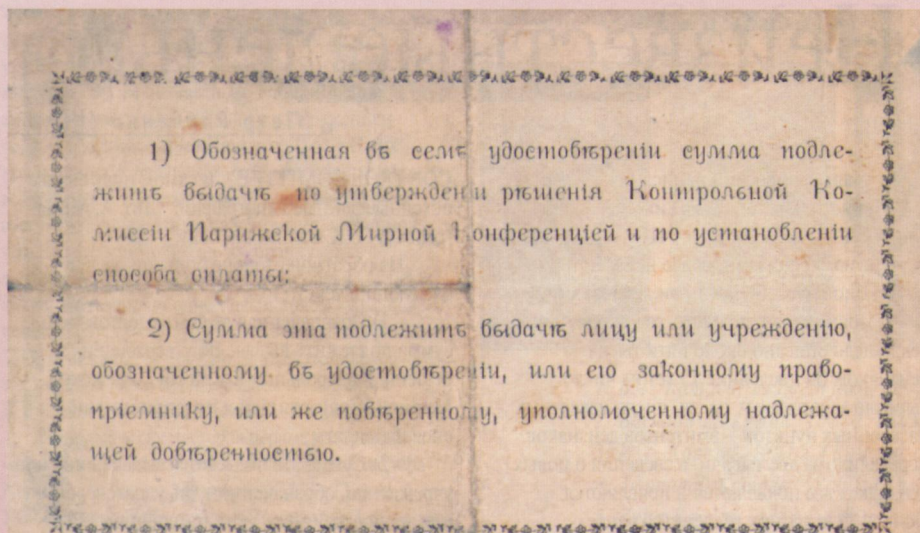 1) Обозначенная въ семъ удостовѣреніи сумма подле-
житъ выдачѣ по утвержденіи рѣшенія Контрольной Ко-
миссіи Парижской Мирной Конференціей и по установленіи
способа оплаты;
2) Сумма эта подлежитъ выдачѣ лицу или учрежденію,
обозначенному въ удостовѣреніи, или его законному право-
пріемнику, или же повѣренному, уполномоченному надлежа-
щей довѣренностью.